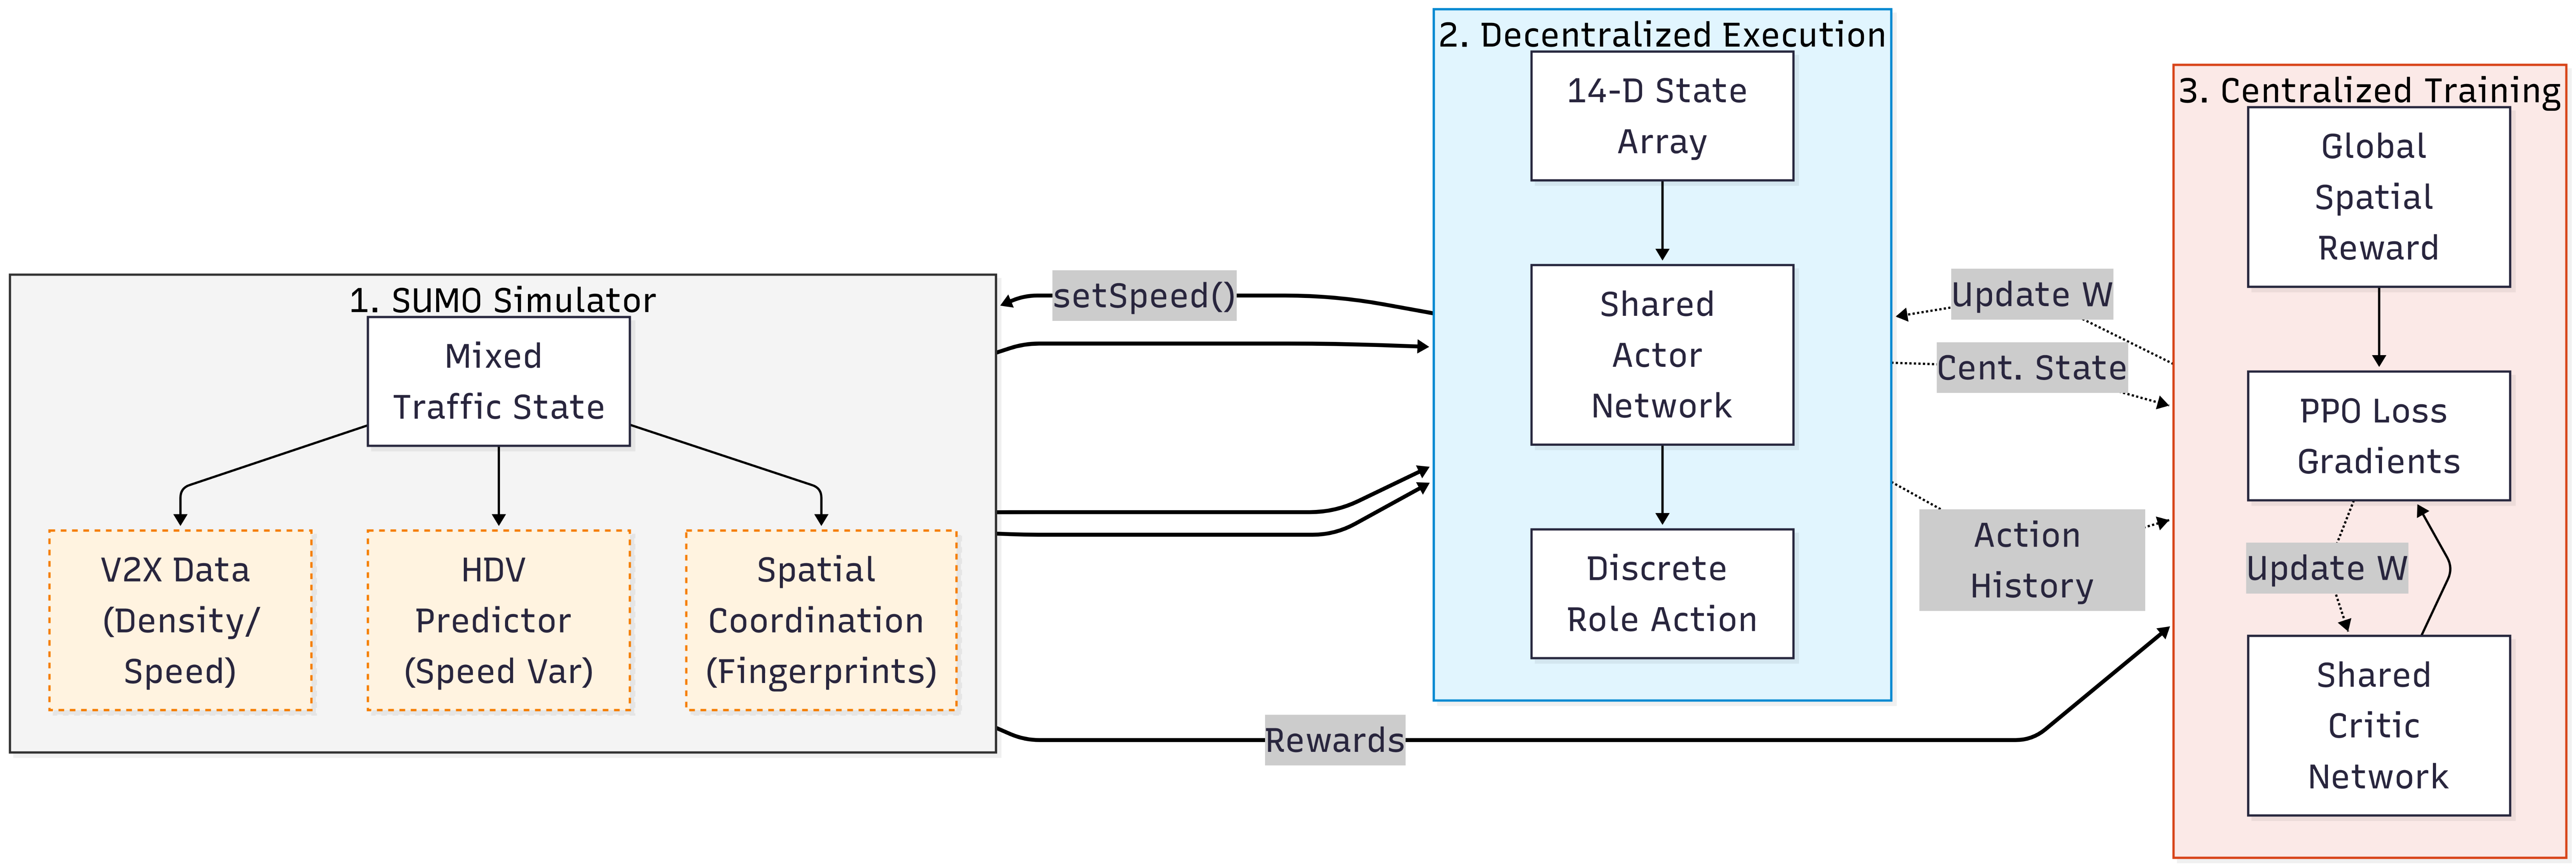 1. SUMO Simulator
Mixed
Traffic State
V2X Data
(Density/
Speed)
HDV
Predictor
(Speed Var)
Spatial
Coordination
(Fingerprints)
setSpeed()
Rewards
2. Decentralized Execution
14-D State
Array
Shared
Actor
Network
Discrete
Role Action
Update W
Cent. State
Action
History
3. Centralized Training
Global
Spatial
Reward
PPO Loss
Gradients
Update W
Shared
Critic
Network